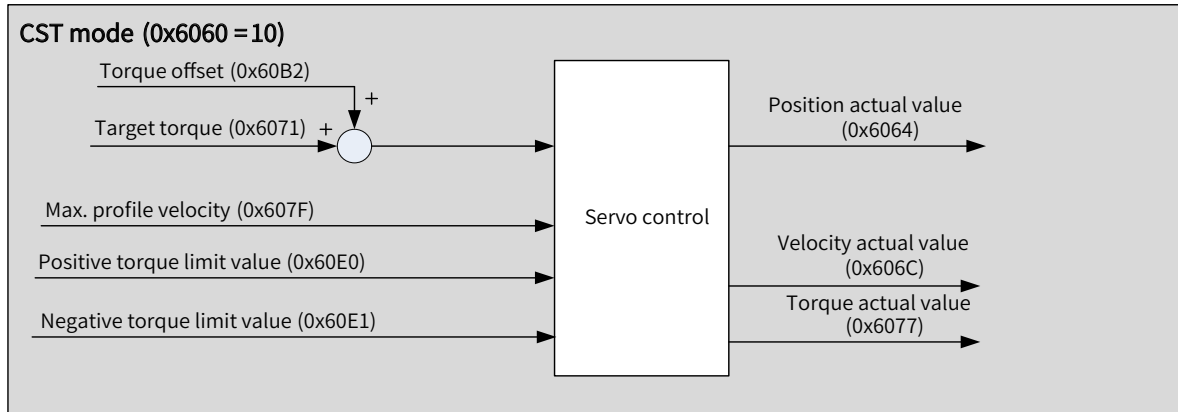 CST mode (0x6060 = 10)
Torque offset (0x60B2)
+
Target torque (0x6071) +
Position actual value
(0x6064)
Max. profile velocity (0x607F)
Servo control
Positive torque limit value (0x60E0)
Velocity actual value
(0x606C)
Negative torque limit value (0x60E1)
Torque actual value
(0x6077)